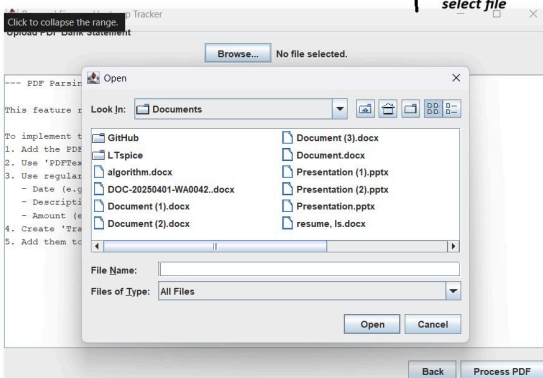 select file
Click to collapse the range.
Tracker
Upload PDF Bank Statement
Browse... No file selected.
--- PDF Parsin
This feature r
To implement t
1. Add the PDF
2. Use 'PDFTex
3. Use regular
- Date (e.g
- Descripti
- Amount (e
4. Create 'Tra
5. Add them to
Open
Look In: Documents
GitHub
LTspice
algorithm.docx
DOC-20250401-WA0042..docx
Document (1).docx
Document (2).docx
Document (3).docx
Document.docx
Presentation (1).pptx
Presentation (2).pptx
Presentation.pptx
resume, ls.docx
File Name:
Files of Type: All Files
Open Cancel
Back Process PDF